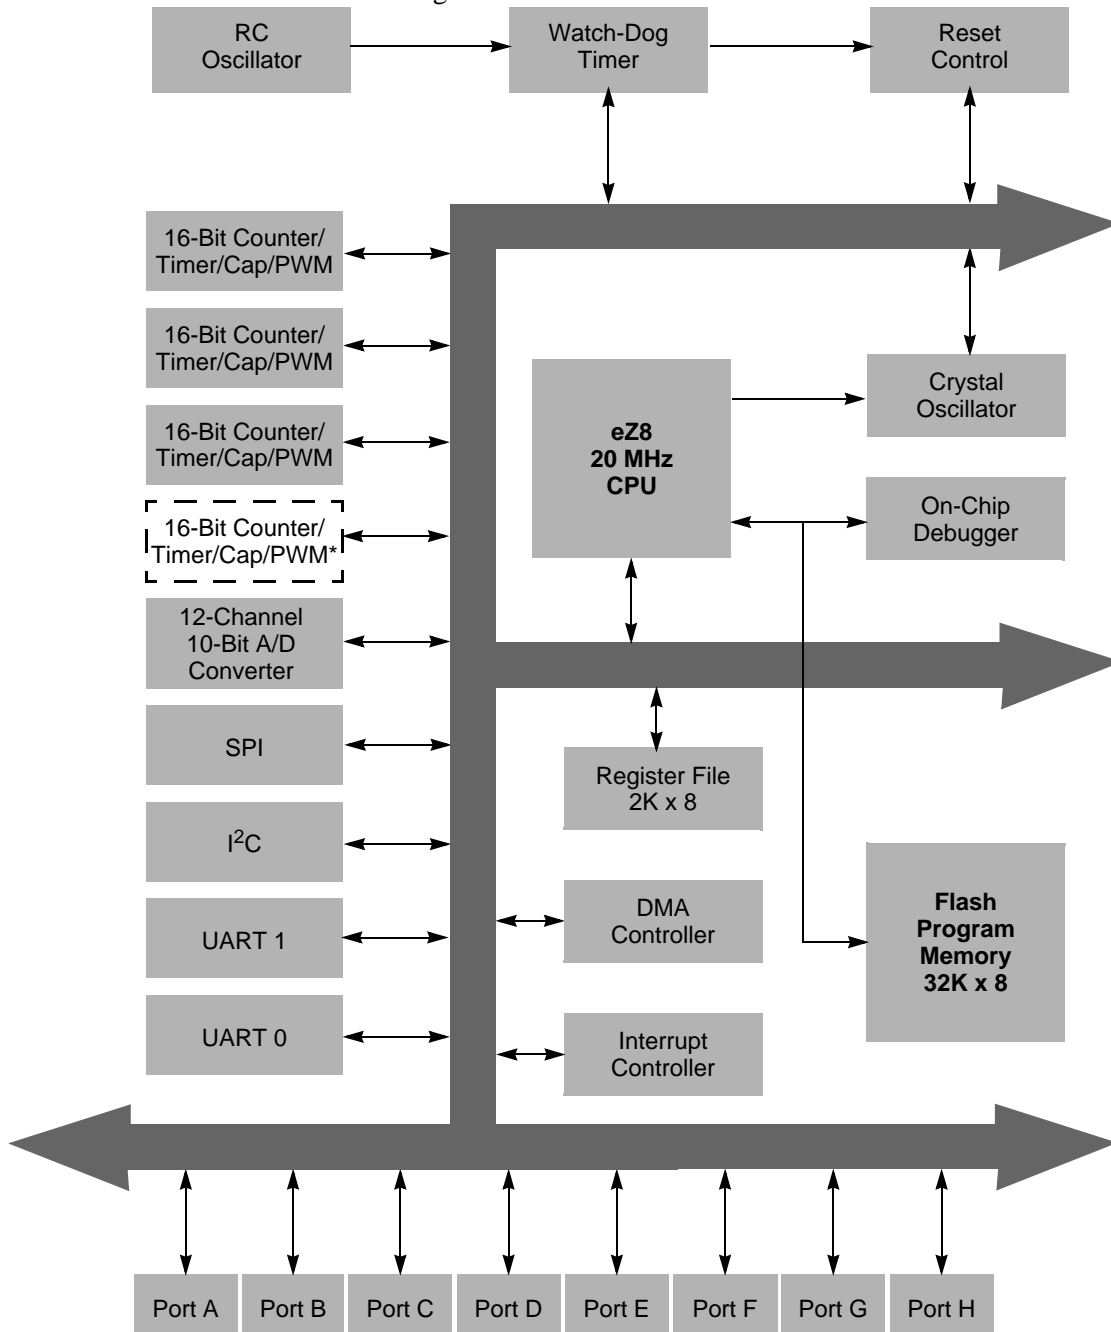 RC
Oscillator
Watch-Dog
Timer
Reset
Control
16-Bit Counter/
Timer/Cap/PWM
16-Bit Counter/
Timer/Cap/PWM
16-Bit Counter/
Timer/Cap/PWM
16-Bit Counter/
Timer/Cap/PWM*
12-Channel
10-Bit A/D
Converter
SPI
I²C
UART 1
UART 0
eZ8
20 MHz
CPU
Crystal
Oscillator
On-Chip
Debugger
Register File
2K x 8
DMA
Controller
Interrupt
Controller
Flash
Program
Memory
32K x 8
Port A
Port B
Port C
Port D
Port E
Port F
Port G
Port H